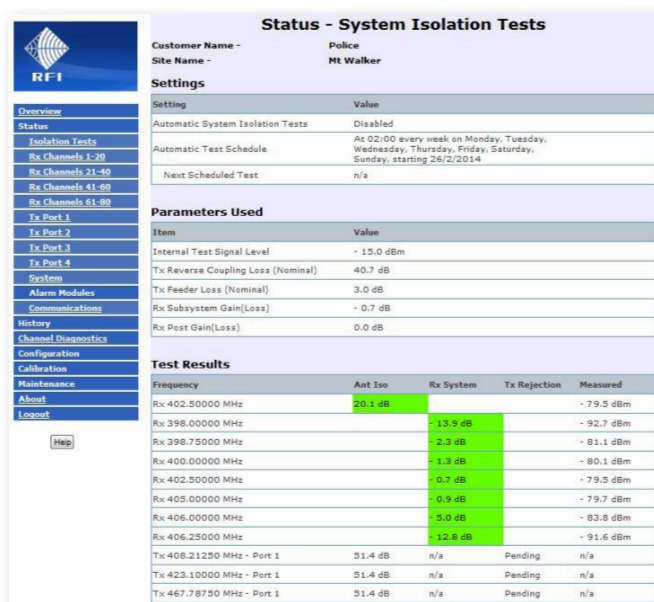 Status - System Isolation Tests
Customer Name - Police
Site Name - Mt Walker
RFI
Settings
Setting Value
Automatic System Isolation Tests Disabled
Automatic Test Schedule At 02:00 every week on Monday, Tuesday,
Wednesday, Thursday, Friday, Saturday,
Sunday, starting 26/2/2014
Next Scheduled Test n/a
Overview
Status
Isolation Tests
Rx Channels 1-20
Rx Channels 21-40
Rx Channels 41-60
Rx Channels 61-80
Tx Port 1
Tx Port 2
Tx Port 3
Tx Port 4
System
Alarm Modules
Communications
History
Channel Diagnostics
Configuration
Calibration
Maintenance
About
Logout
Help
Parameters Used
Item Value
Internal Test Signal Level - 15.0 dBm
Tx Reverse Coupling Loss (Nominal) 40.7 dB
Tx Feeder Loss (Nominal) 3.0 dB
Rx Subsystem Gain(Loss) - 0.7 dB
Rx Post Gain(Loss) 0.0 dB
Test Results
Frequency Ant Iso Rx System Tx Rejection Measured
Rx 402.50000 MHz 20.1 dB - 79.5 dBm
Rx 398.00000 MHz - 13.9 dB - 92.7 dBm
Rx 398.75000 MHz - 2.3 dB - 81.1 dBm
Rx 400.00000 MHz - 1.3 dB - 80.1 dBm
Rx 402.50000 MHz - 0.7 dB - 79.5 dBm
Rx 405.00000 MHz - 0.9 dB - 79.7 dBm
Rx 406.00000 MHz - 5.0 dB - 83.8 dBm
Rx 406.25000 MHz - 12.8 dB - 91.6 dBm
Tx 408.21250 MHz - Port 1 51.4 dB n/a Pending n/a
Tx 423.10000 MHz - Port 1 51.4 dB n/a Pending n/a
Tx 467.78750 MHz - Port 1 51.4 dB n/a Pending n/a